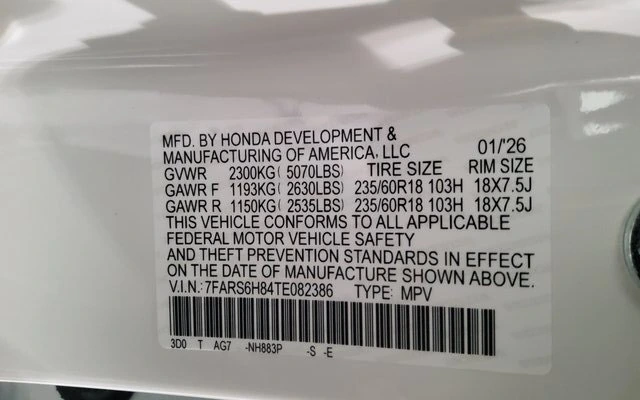 MFD. BY HONDA DEVELOPMENT &
MANUFACTURING OF AMERICA, LLC 01/'26
GVWR 2300KG( 5070LBS) TIRE SIZE RIM SIZE
GAWR F 1193KG( 2630LBS) 235/60R18 103H 18X7.5J
GAWR R 1150KG( 2535LBS) 235/60R18 103H 18X7.5J
THIS VEHICLE CONFORMS TO ALL APPLICABLE
FEDERAL MOTOR VEHICLE SAFETY
AND THEFT PREVENTION STANDARDS IN EFFECT
ON THE DATE OF MANUFACTURE SHOWN ABOVE.
V.I.N.:7FARS6H84TE082386 TYPE: MPV
3D0 T AG7 -NH883P -S -E